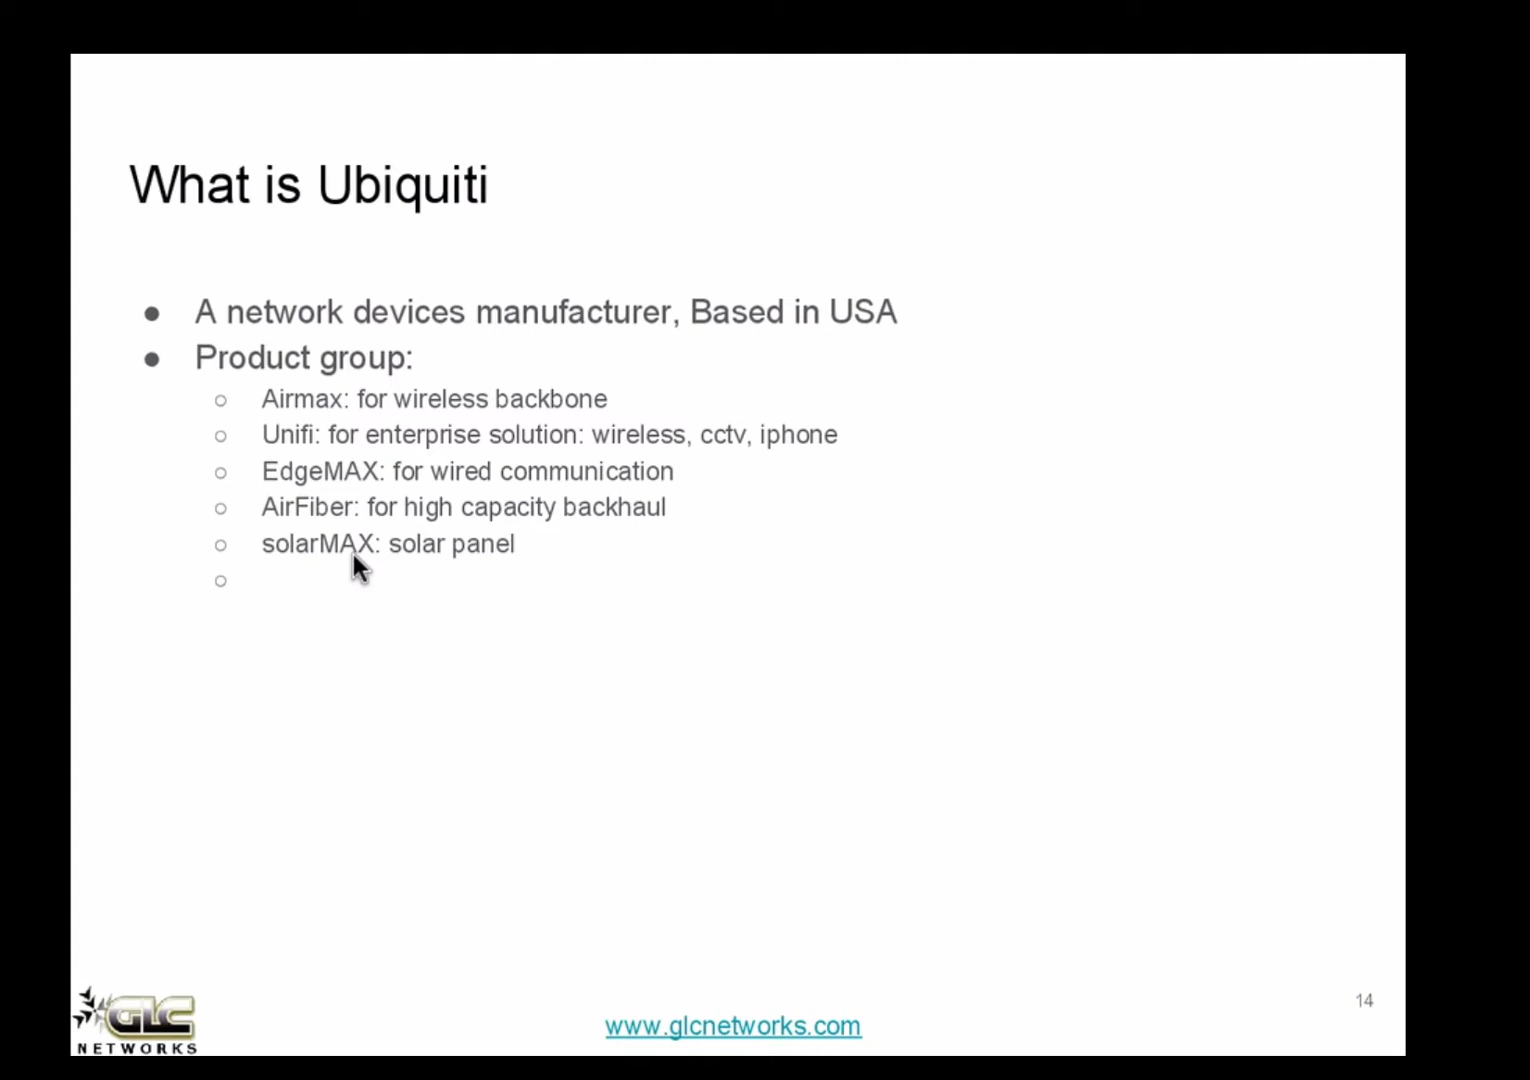 What is Ubiquiti
● A network devices manufacturer, Based in USA
● Product group:
○ Airmax: for wireless backbone
○ Unifi: for enterprise solution: wireless, cctv, iphone
○ EdgeMAX: for wired communication
○ AirFiber: for high capacity backhaul
○ solarMAX: solar panel
○
14
GLC
NETWORKS
www.glcnetworks.com